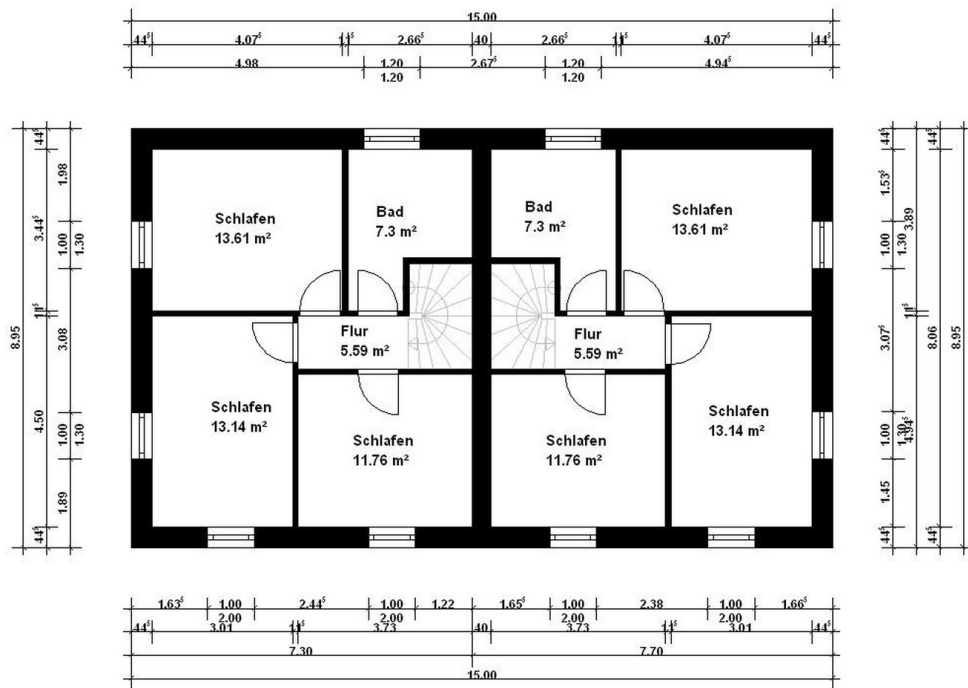 15.00
44⁵ 4.07⁵ 11⁵ 2.66⁵ 40 2.66⁵ 11⁵ 4.07⁵ 44⁵
4.98 1.20 2.67⁵ 1.20 4.94⁵
1.20 1.20
8.95
44⁵ 3.44⁵ 11⁵ 4.50 44⁵
1.98 1.00 3.08 1.00 1.89
1.30 1.30
Schlafen
13.61 m²
Bad
7.3 m²
Bad
7.3 m²
Schlafen
13.61 m²
Flur
5.59 m²
Flur
5.59 m²
Schlafen
13.14 m²
Schlafen
11.76 m²
Schlafen
11.76 m²
Schlafen
13.14 m²
44⁵ 1.53⁵ 1.00 3.07⁵ 1.00 1.45 44⁵
1.30 1.30
44⁵ 3.89 11⁵ 4.94⁵ 44⁵
8.06
8.95
1.63⁵ 1.00 2.44⁵ 1.00 1.22 1.65⁵ 1.00 2.38 1.00 1.66⁵
2.00 2.00 2.00 2.00
44⁵ 3.01 11⁵ 3.73 40 3.73 11⁵ 3.01 44⁵
7.30 7.70
15.00